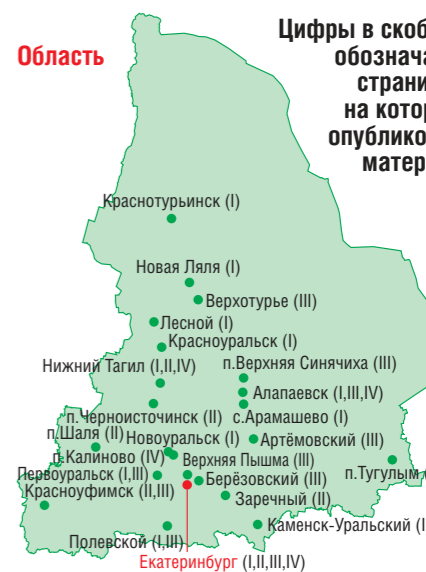 Область
Цифры в скоб
обознача
страни
на котор
опубликo
матер
Краснотурьинск (I)
Новая Ляля (I)
Верхотурье (III)
Лесной (I)
Красноуральск (I)
Нижний Тагил (I,II,IV)
п.Верхняя Синячиха (III)
Алапаевск (I,III,IV)
п.Черноисточинск (II)
с.Арамашево (I)
п.Шаля (II)
Новоуральск (I)
Артёмовский (III)
п.Калиново (IV)
Верхняя Пышма (III)
п.Тугулым (
Первоуральск (I,III)
Берёзовский (III)
Красноуфимск (II,III)
Заречный (II)
Каменск-Уральский (I
Полевской (I,III)
Екатеринбург (I,II,III,IV)